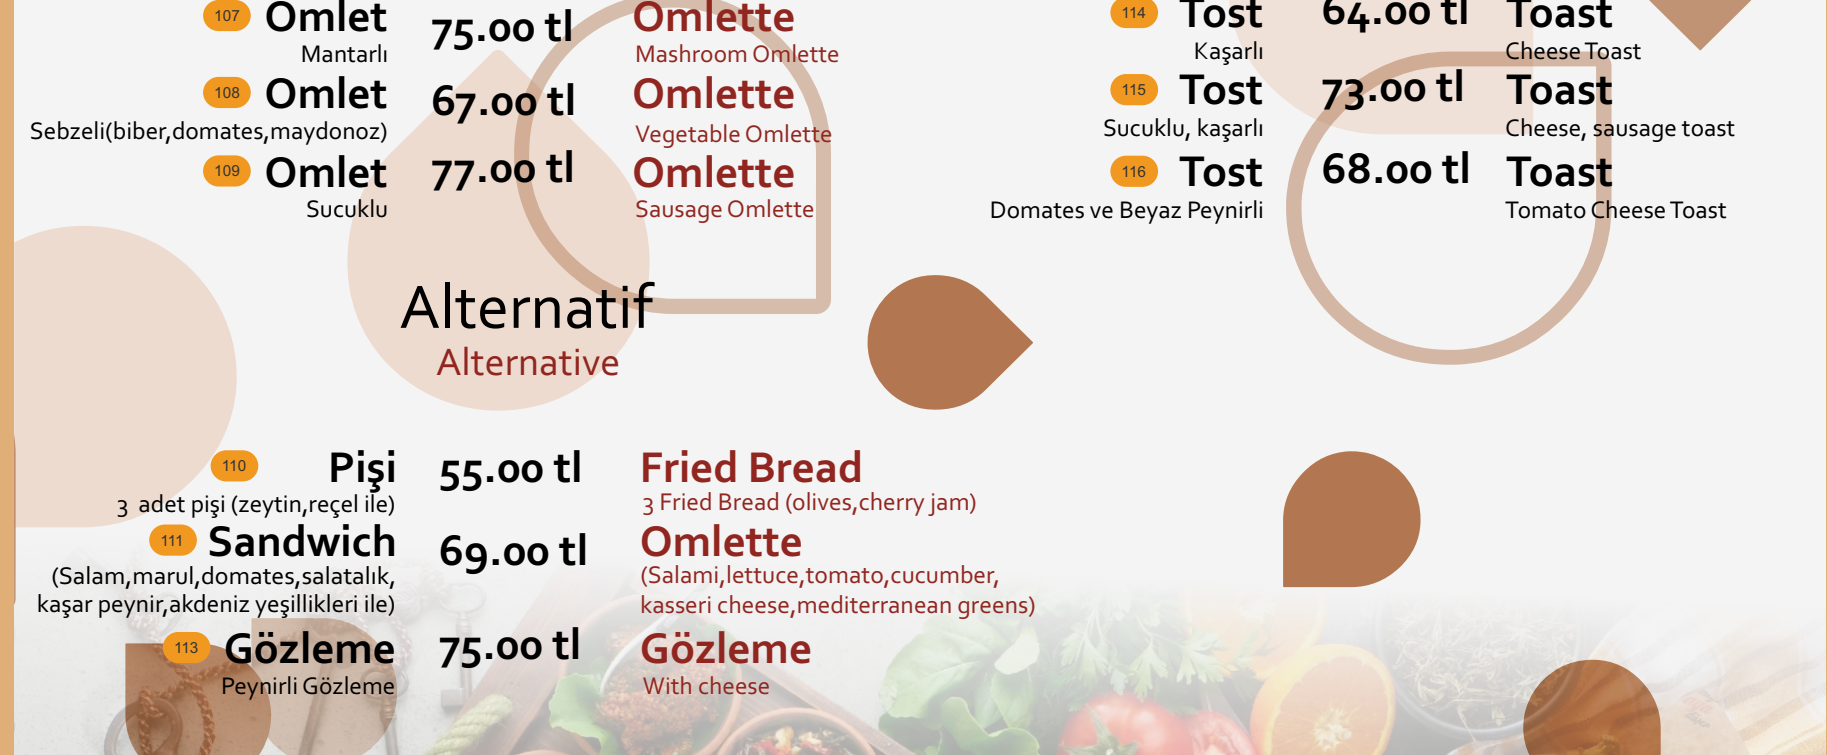 107 Omlet 75.00 tl Omlette
Mantarlı Mashroom Omlette
108 Omlet 67.00 tl Omlette
Sebzeli(biber,domates,maydonoz) Vegetable Omlette
109 Omlet 77.00 tl Omlette
Sucuklu Sausage Omlette
114 Tost 64.00 tl Toast
Kaşarlı Cheese Toast
115 Tost 73.00 tl Toast
Sucuklu, kaşarlı Cheese, sausage toast
116 Tost 68.00 tl Toast
Domates ve Beyaz Peynirli Tomato Cheese Toast
Alternatif
Alternative
110 Pişi 55.00 tl Fried Bread
3 adet pişi (zeytin,reçel ile) 3 Fried Bread (olives,cherry jam)
111 Sandwich 69.00 tl Omlette
(Salam,marul,domates,salatalık, (Salami,lettuce,tomato,cucumber,
kaşar peynir,akdeniz yeşillikleri ile) kasseri cheese,mediterranean greens)
113 Gözleme 75.00 tl Gözleme
Peynirli Gözleme With cheese